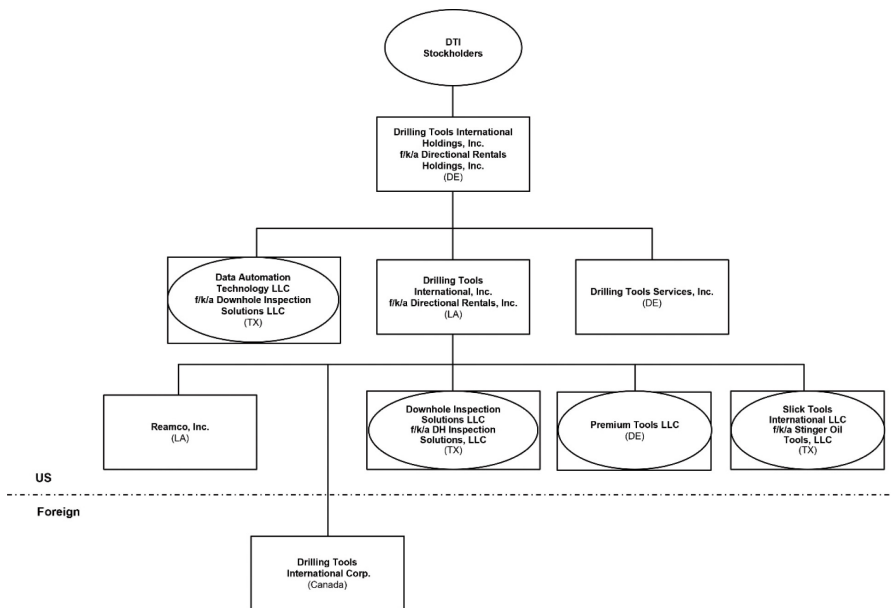 DTI
Stockholders
Drilling Tools International
Holdings, Inc.
f/k/a Directional Rentals
Holdings, Inc.
(DE)
Data Automation
Technology LLC
f/k/a Downhole Inspection
Solutions LLC
(TX)
Drilling Tools
International, Inc.
f/k/a Directional Rentals, Inc.
(LA)
Drilling Tools Services, Inc.
(DE)
Reamco, Inc.
(LA)
Downhole Inspection
Solutions LLC
f/k/a DH Inspection
Solutions, LLC
(TX)
Premium Tools LLC
(DE)
Slick Tools
International LLC
f/k/a Stinger Oil
Tools, LLC
(TX)
US
Foreign
Drilling Tools
International Corp.
(Canada)